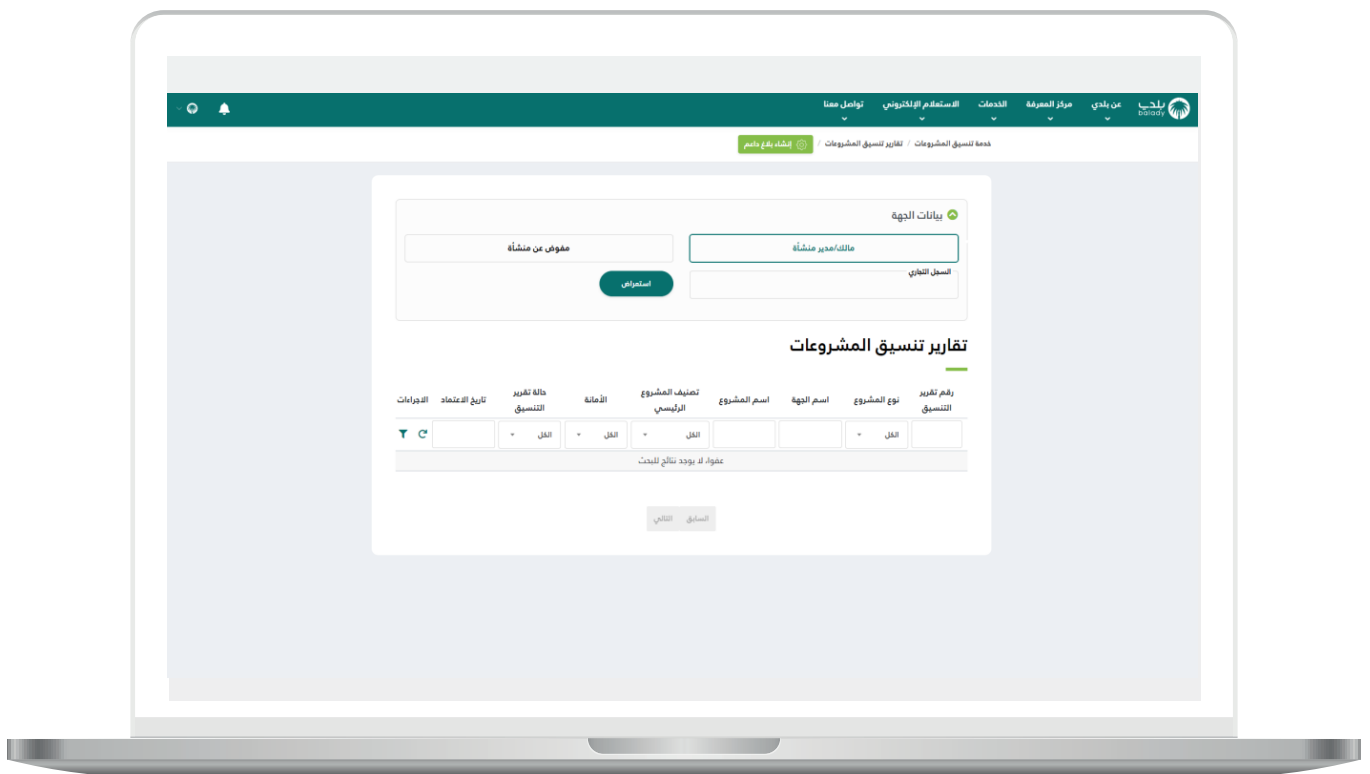 بلدي
balady
عن بلدي
مركز المعرفة
الخدمات
الاستعلام الإلكتروني
تواصل معنا
خدمة تنسيق المشروعات / تقارير تنسيق المشروعات / إنشاء بلاغ داعم
بيانات الجهة
مالك/مدير منشأة
مفوض عن منشأة
السجل التجاري
استعراض
تقارير تنسيق المشروعات
رقم تقرير التنسيق
نوع المشروع
اسم الجهة
اسم المشروع
تصنيف المشروع الرئيسي
الأمانة
حالة تقرير التنسيق
تاريخ الاعتماد
الاجراءات
الكل
الكل
الكل
الكل
عفوا، لا يوجد نتائج للبحث
السابق
التالي